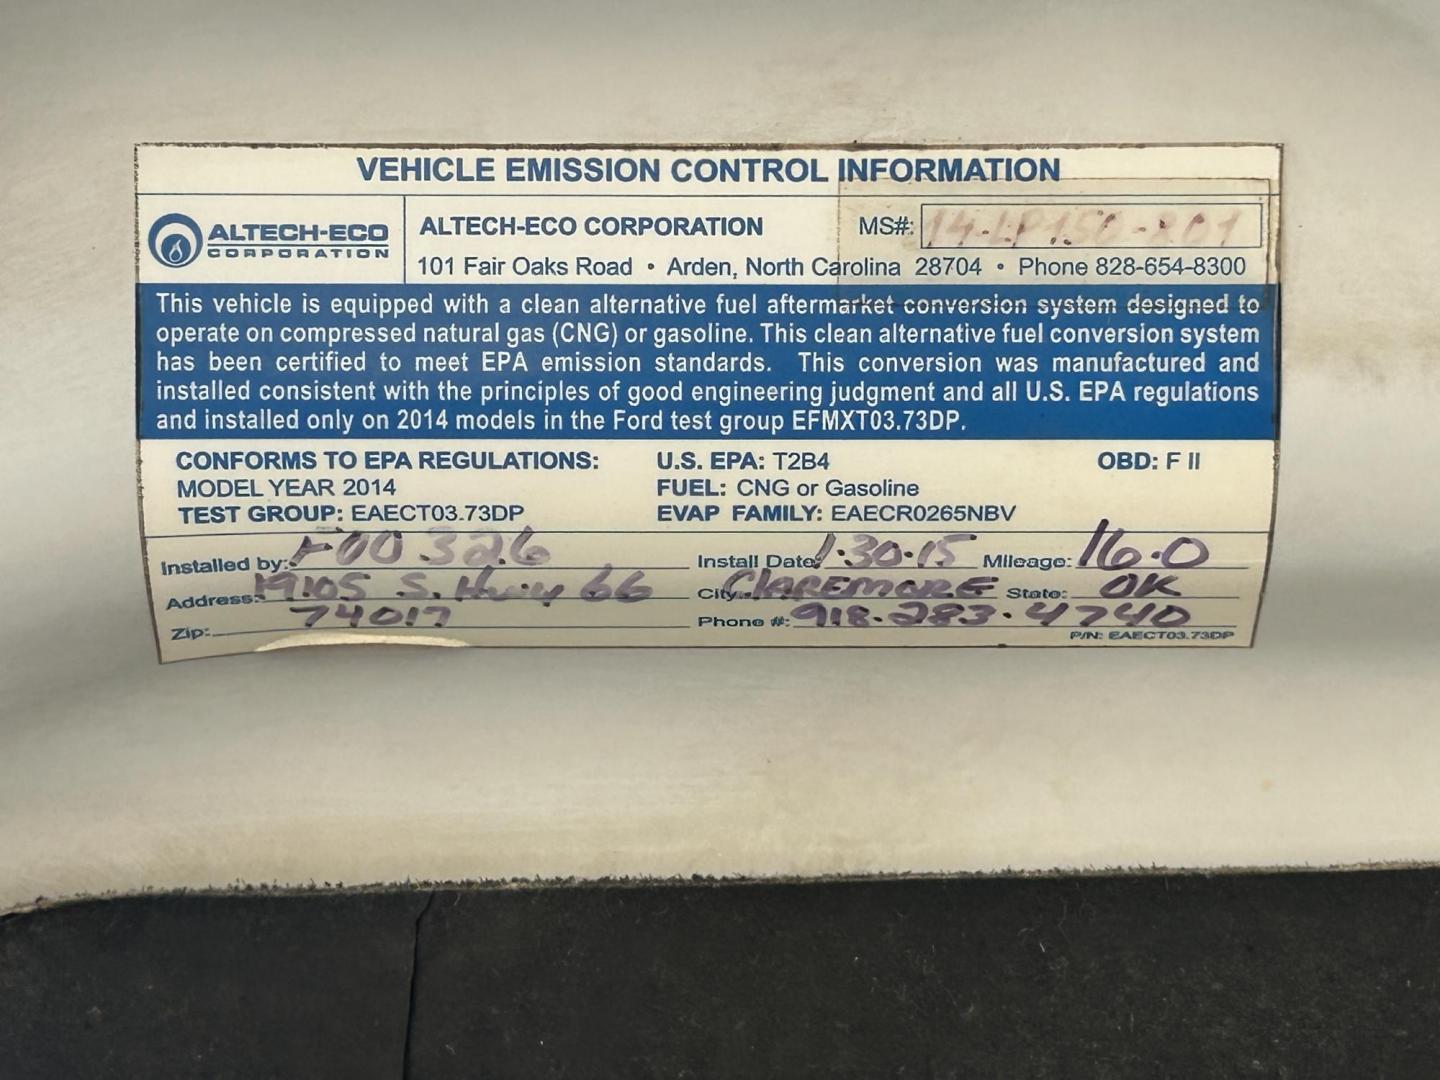 VEHICLE EMISSION CONTROL INFORMATION
ALTECH-ECO
CORPORATION
ALTECH-ECO CORPORATION
MS#: 14-LP150-201
101 Fair Oaks Road • Arden, North Carolina 28704 • Phone 828-654-8300
This vehicle is equipped with a clean alternative fuel aftermarket conversion system designed to
operate on compressed natural gas (CNG) or gasoline. This clean alternative fuel conversion system
has been certified to meet EPA emission standards. This conversion was manufactured and
installed consistent with the principles of good engineering judgment and all U.S. EPA regulations
and installed only on 2014 models in the Ford test group EFMXT03.73DP.
CONFORMS TO EPA REGULATIONS: U.S. EPA: T2B4 OBD: F II
MODEL YEAR 2014 FUEL: CNG or Gasoline
TEST GROUP: EAECT03.73DP EVAP FAMILY: EAECR0265NBV
Installed by: F00326 Install Date: 1.30.15 Mileage: 16.0
Address: 19105 S. Hwy 66 City: CLAREMORE State: OK
Zip: 74017 Phone #: 918.283.4740
P/N: EAECT03.73DP